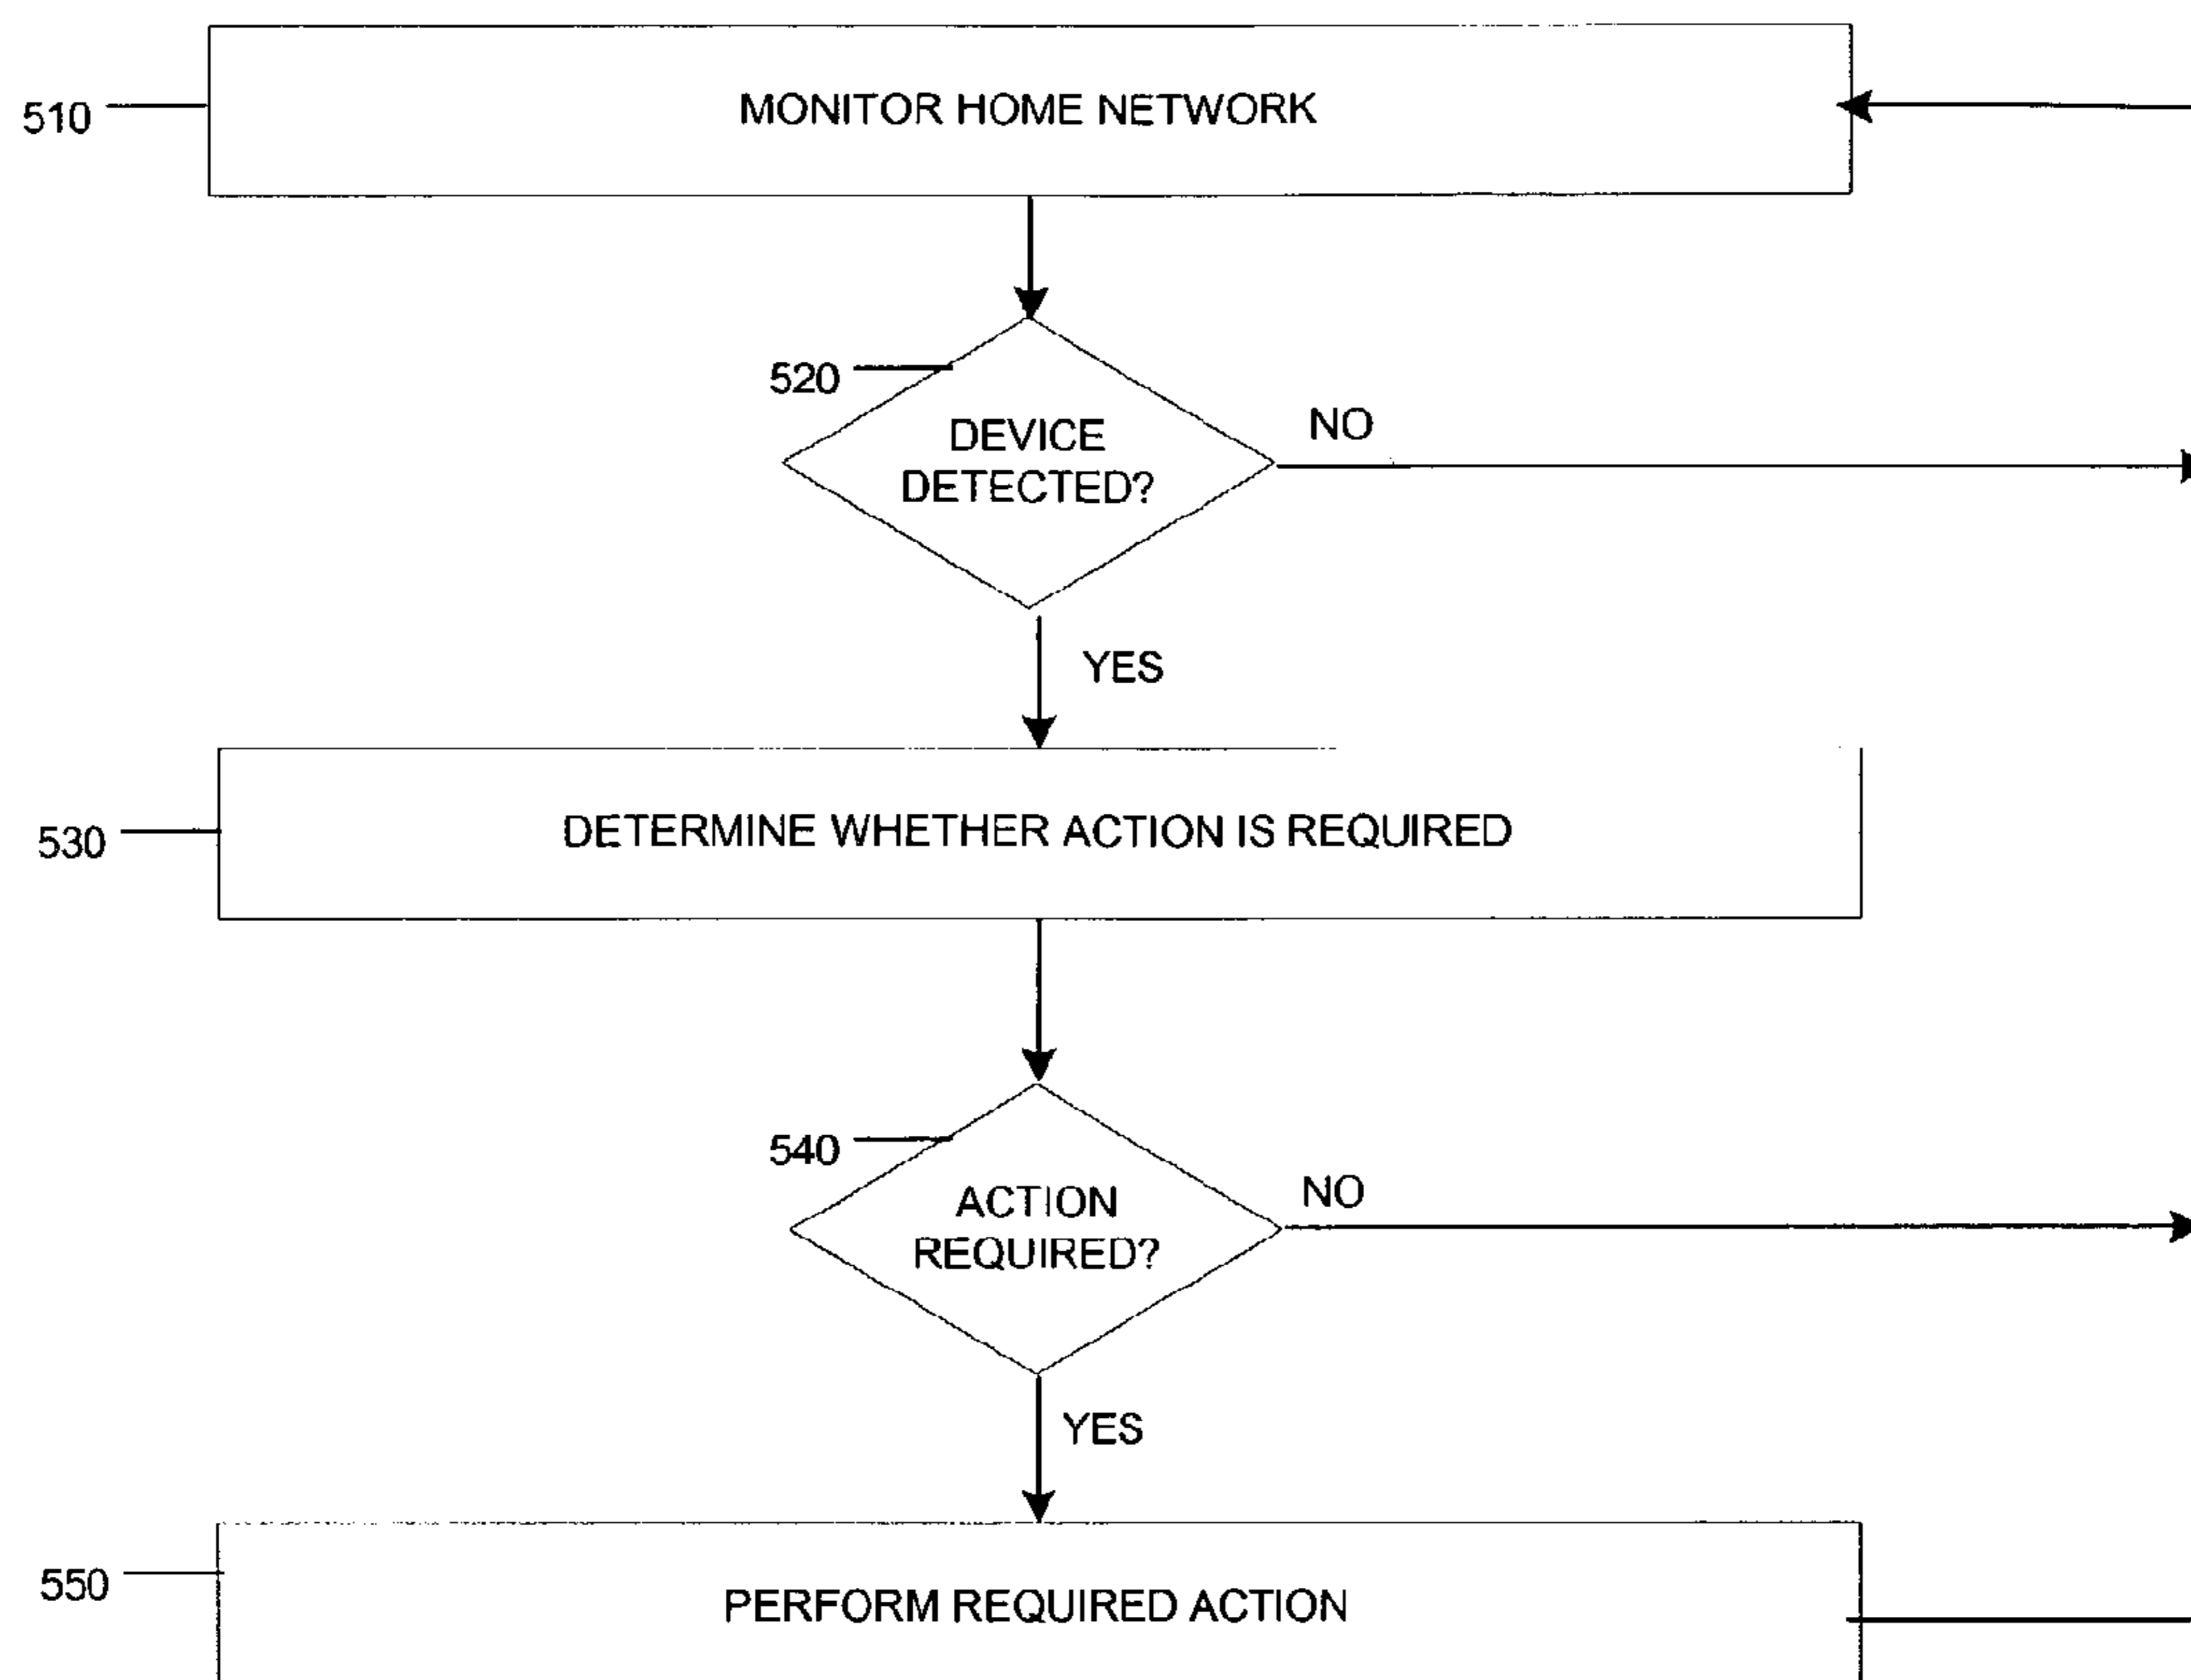 510
MONITOR HOME NETWORK
520
DEVICE
DETECTED?
NO
YES
530
DETERMINE WHETHER ACTION IS REQUIRED
540
ACTION
REQUIRED?
NO
YES
550
PERFORM REQUIRED ACTION